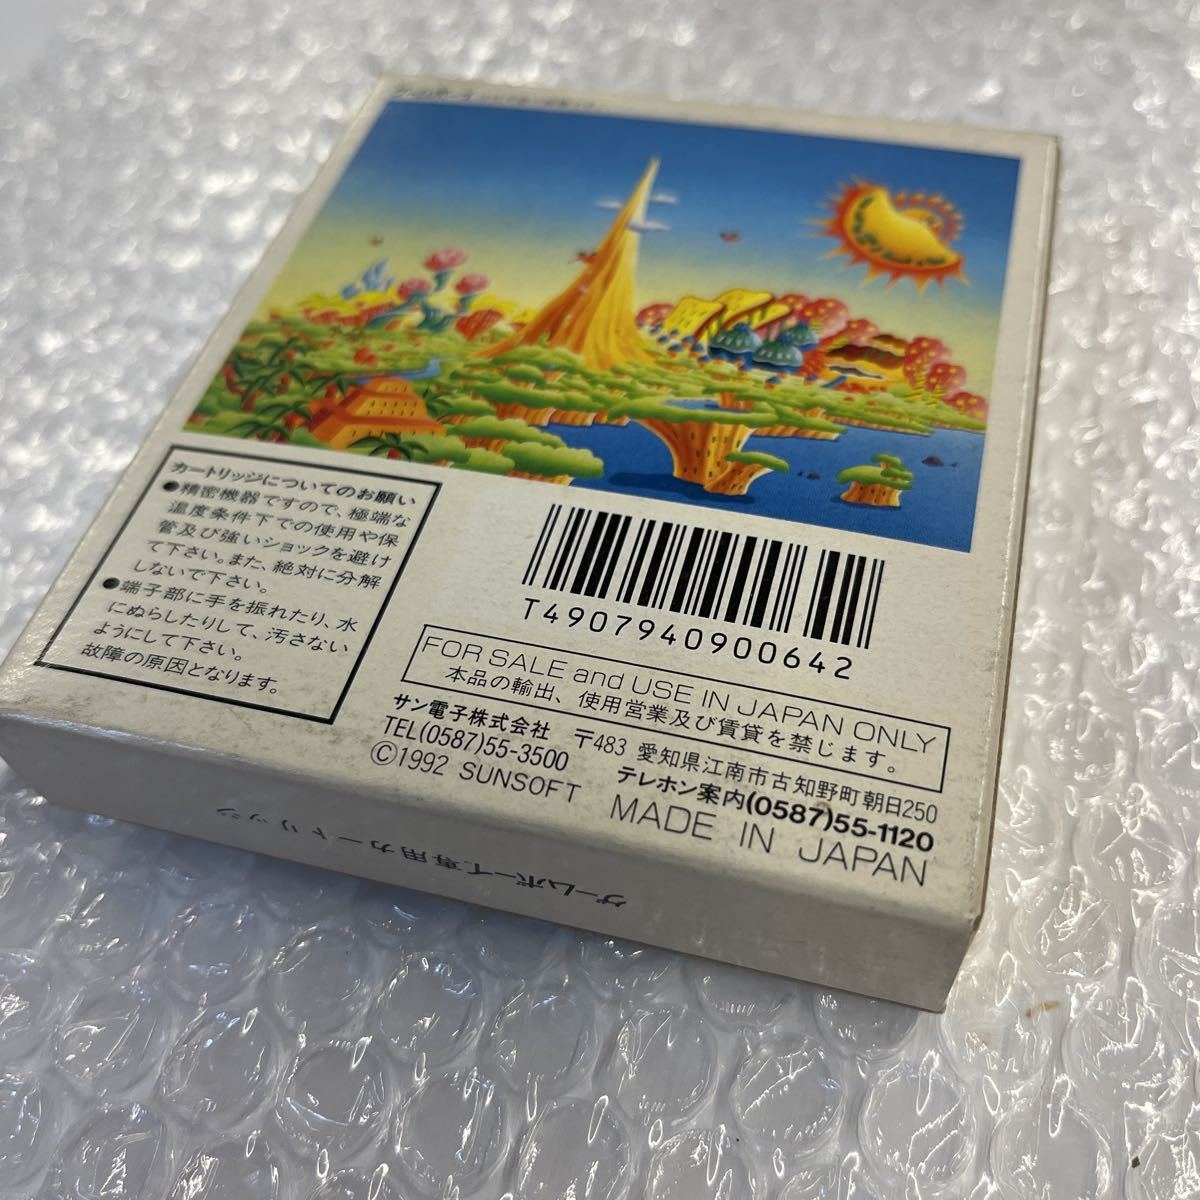 カートリッジについてのお願い
●精密機器ですので、極端な
温度条件下での使用や保
管及び強いショックを避け
て下さい。また、絶対に分解
しないで下さい。
●端子部に手を振れたり、水
にぬらしたりして、汚さない
ようにして下さい。
故障の原因となります。
T4907940900642
FOR SALE and USE IN JAPAN ONLY
本品の輸出、使用営業及び賃貸を禁じます。
サン電子株式会社 〒483 愛知県江南市古知野町朝日250
TEL(0587)55-3500 テレホン案内(0587)55-1120
©1992 SUNSOFT MADE IN JAPAN
ゲームボーイ専用カートリッジ